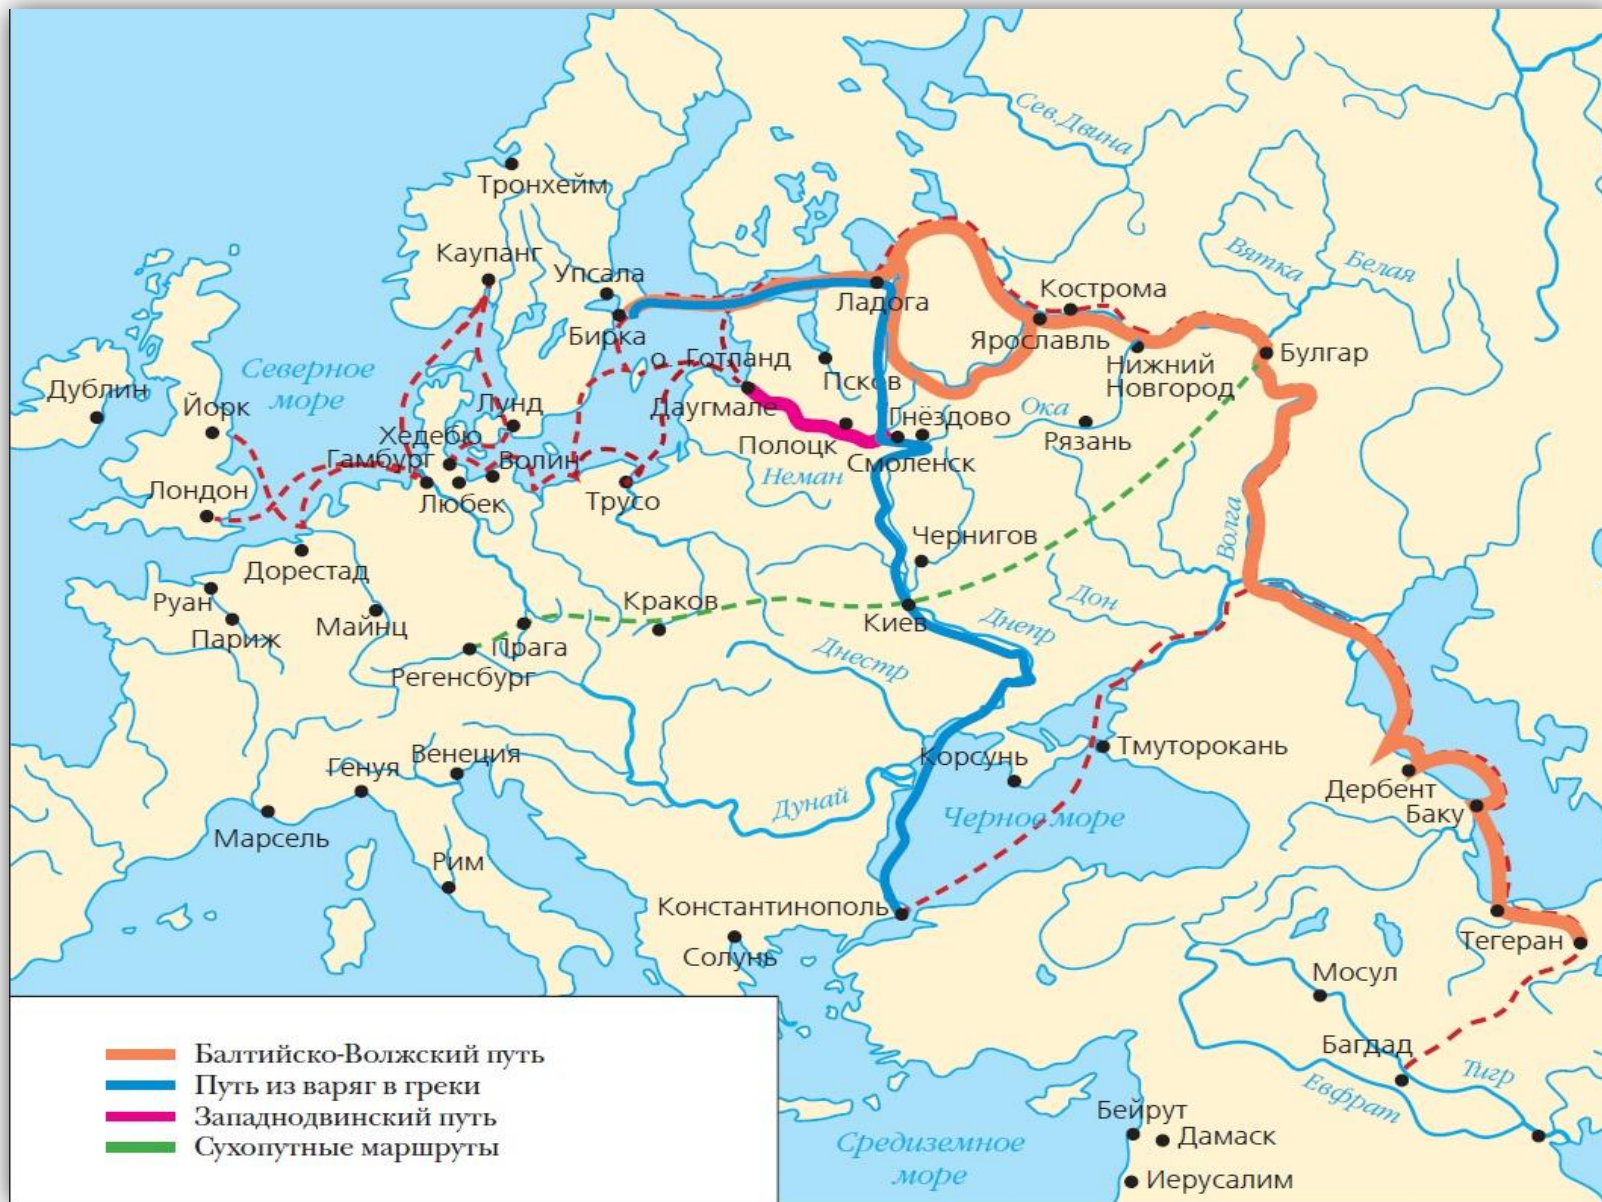 Сев. Двина
Тронхейм
Каупанг
Упсала
Вятка
Белая
Ладога
Кострома
Бирка
Ярославль
Булгар
о. Готланд
Нижний
Новгород
Северное
море
Дублин
Йорк
Псков
Лунд
Даугмале
Гнёздово
Ока
Рязань
Хедебю
Полоцк
Гамбург
Волин
Смоленск
Неман
Лондон
Любек
Трусо
Волга
Чернигов
Дорестад
Руан
Краков
Дон
Париж
Майнц
Киев
Днепр
Прага
Днестр
Регенсбург
Венеция
Генуя
Корсунь
Тмуторокань
Дербент
Баку
Дунай
Черное море
Марсель
Рим
Константинополь
Солунь
Тегеран
Мосул
Багдад
Тигр
Евфрат
Бейрут
Дамаск
Средиземное
море
Иерусалим
Балтийско-Волжский путь
Путь из варяг в греки
Западнодвинский путь
Сухопутные маршруты